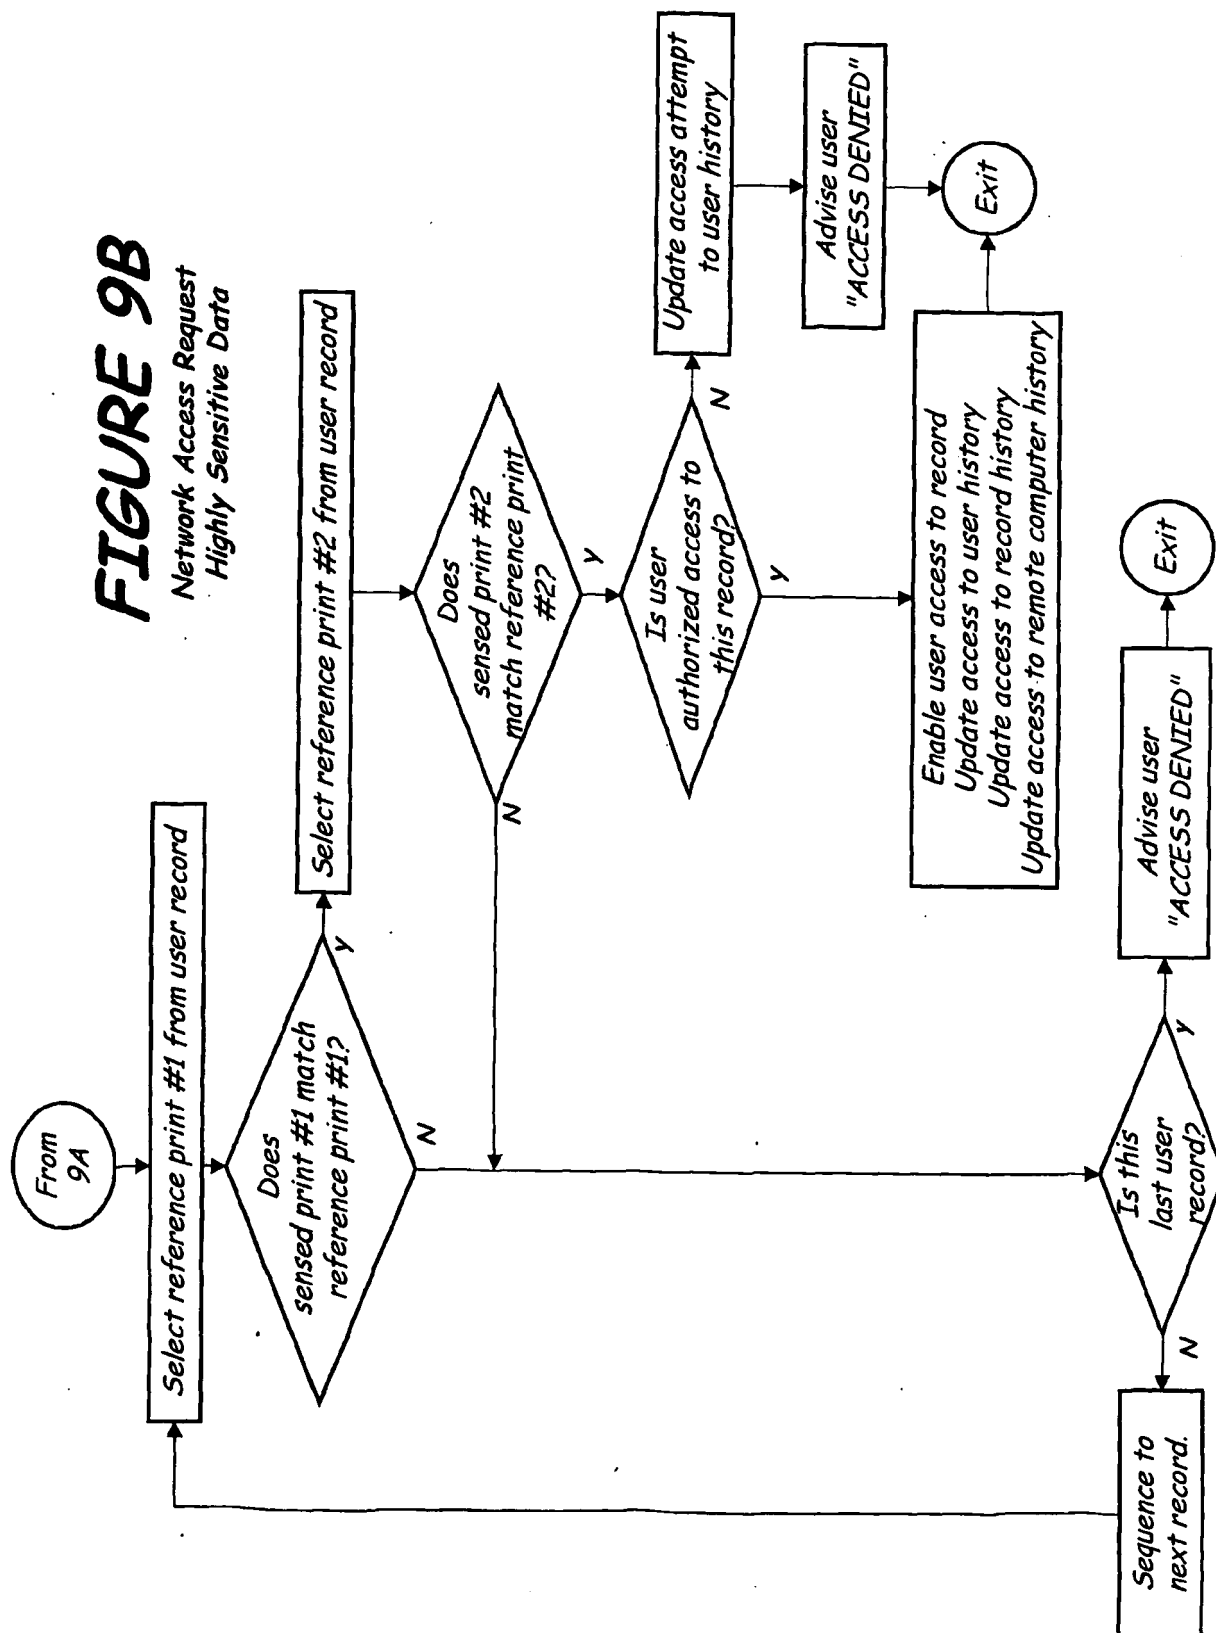 FIGURE 9B
Network Access Request
Highly Sensitive Data
From
9A
Select reference print #1 from user record
Does
sensed print #1 match
reference print #1?
Y
N
Select reference print #2 from user record
Does
sensed print #2
match reference print
#2?
N
Y
Is user
authorized access to
this record?
N
Y
Update access attempt
to user history
Advise user
"ACCESS DENIED"
Exit
Enable user access to record
Update access to user history
Update access to record history
Update access to remote computer history
Is this
last user
record?
Y
N
Advise user
"ACCESS DENIED"
Exit
Sequence to
next record.